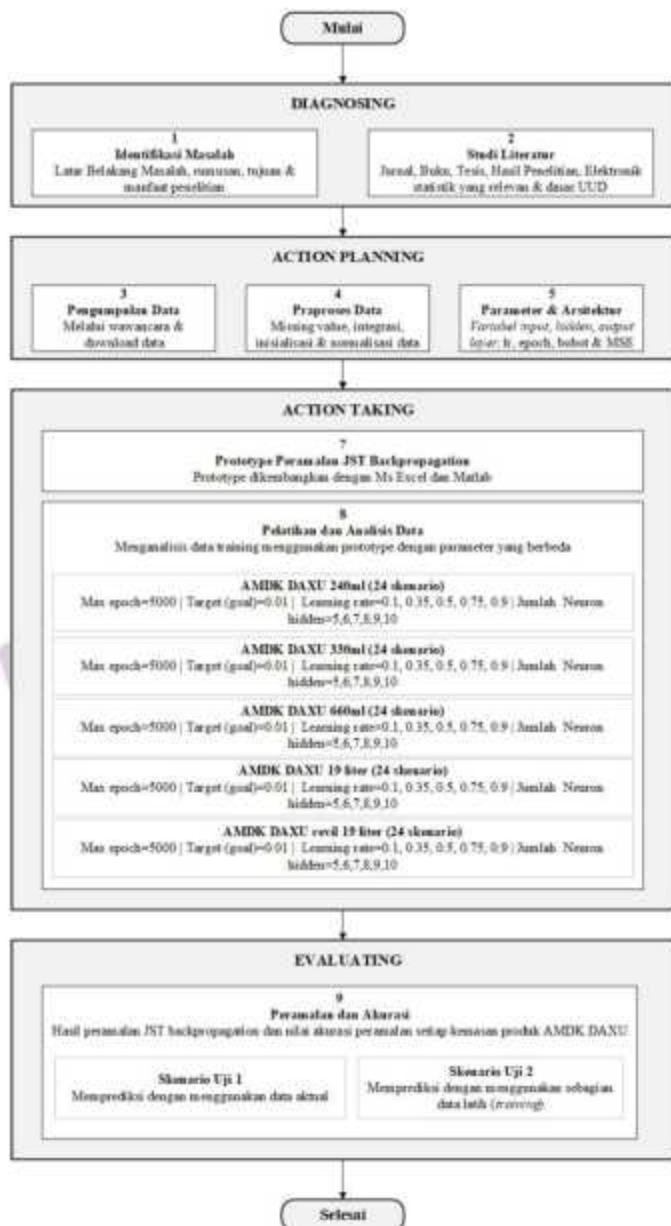 Mulai
DIAGNOSING
1
Identifikasi Masalah
Latar Belakang Masalah, rumusan, tujuan &
manfaat penelitian
2
Studi Literatur
Jurnal, Buku, Tesis, Hasil Penelitian, Elektronik
statistik yang relevan & dasar UUD
ACTION PLANNING
3
Pengumpulan Data
Melalui wawancara &
download data
4
Praproses Data
Missing value, integrasi,
inisialisasi & normalisasi data
5
Parameter & Arsitektur
Variabel input, hidden, output
layer, lr, epoch, bobot & MSE
ACTION TAKING
7
Prototype Peramalan JST Backpropagation
Prototype dikembangkan dengan Ms Excel dan Matlab
8
Pelatihan dan Analisis Data
Menganalisis data training menggunakan prototype dengan parameter yang berbeda
AMDK DAXU 240ml (24 skenario)
Max epoch=5000 | Target (goal)=0.01 | Learning rate=0.1, 0.35, 0.5, 0.75, 0.9 | Jumlah Neuron
hidden=5,6,7,8,9,10
AMDK DAXU 330ml (24 skenario)
Max epoch=5000 | Target (goal)=0.01 | Learning rate=0.1, 0.35, 0.5, 0.75, 0.9 | Jumlah Neuron
hidden=5,6,7,8,9,10
AMDK DAXU 660ml (24 skenario)
Max epoch=5000 | Target (goal)=0.01 | Learning rate=0.1, 0.35, 0.5, 0.75, 0.9 | Jumlah Neuron
hidden=5,6,7,8,9,10
AMDK DAXU 19 liter (24 skenario)
Max epoch=5000 | Target (goal)=0.01 | Learning rate=0.1, 0.35, 0.5, 0.75, 0.9 | Jumlah Neuron
hidden=5,6,7,8,9,10
AMDK DAXU revil 19 liter (24 skenario)
Max epoch=5000 | Target (goal)=0.01 | Learning rate=0.1, 0.35, 0.5, 0.75, 0.9 | Jumlah Neuron
hidden=5,6,7,8,9,10
EVALUATING
9
Peramalan dan Akurasi
Hasil peramalan JST backpropagation dan nilai akurasi peramalan setiap kemasan produk AMDK DAXU
Skenario Uji 1
Memprediksi dengan menggunakan data aktual
Skenario Uji 2
Memprediksi dengan menggunakan sebagian
data latih (training)
Selesai